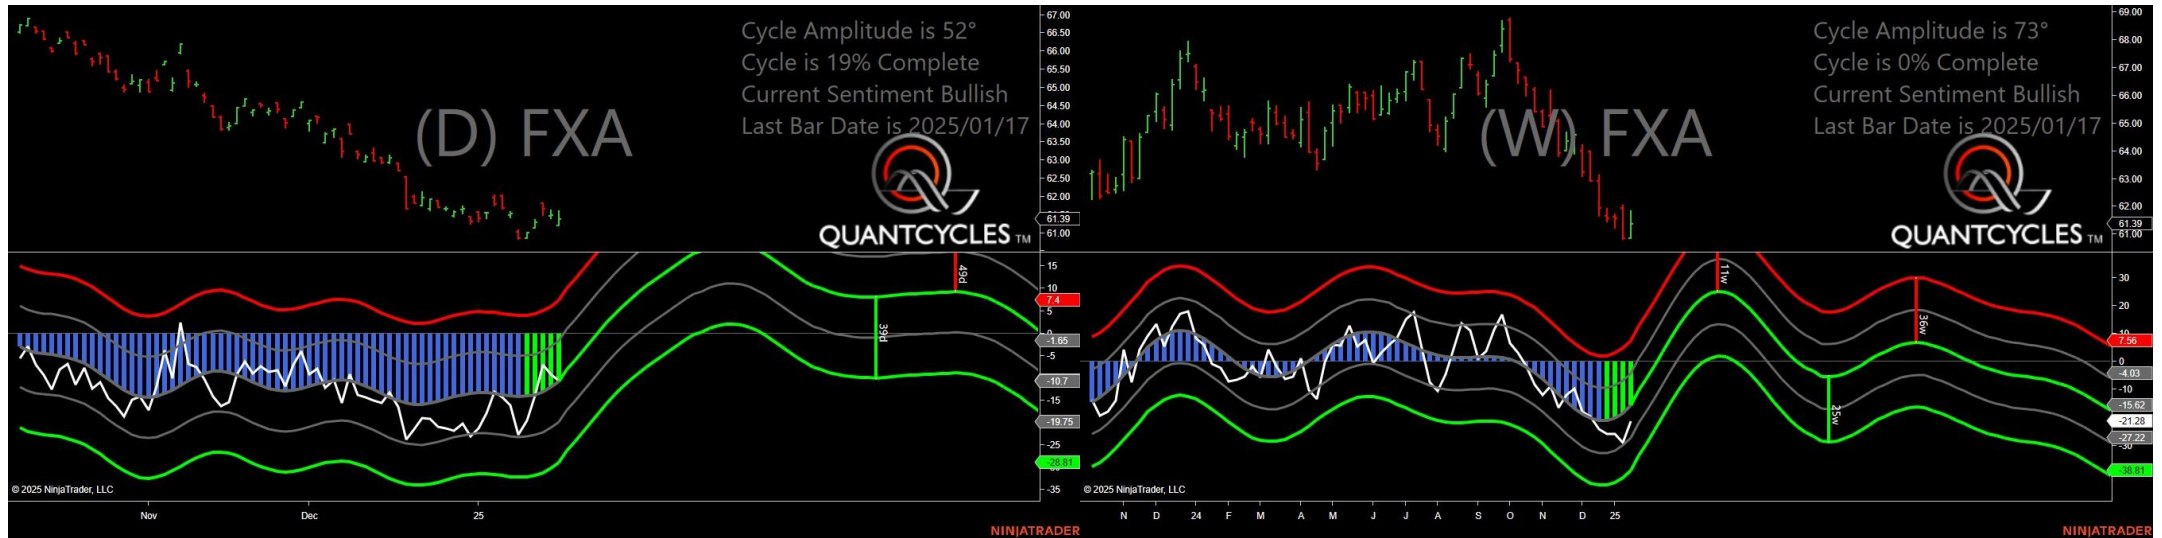 Cycle Amplitude is 52°
Cycle is 19% Complete
Current Sentiment Bullish
Last Bar Date is 2025/01/17
(D) FXA
QUANTCYCLES TM
67.00
66.50
66.00
65.50
65.00
64.50
64.00
63.50
63.00
62.50
62.00
61.39
61.00
15
10
7.4
5
0
-1.65
-5
-10.7
-15
-19.75
-25
-28.81
-35
49d
39d
© 2025 NinjaTrader, LLC
Nov
Dec
25
NINJATRADER
Cycle Amplitude is 73°
Cycle is 0% Complete
Current Sentiment Bullish
Last Bar Date is 2025/01/17
(W) FXA
QUANTCYCLES TM
69.00
68.00
67.00
66.00
65.00
64.00
63.00
62.00
61.39
61.00
30
20
10
7.56
0
-4.03
-10
-15.62
-21.28
-27.22
-30
-38.81
11w
36w
25w
© 2025 NinjaTrader, LLC
N D 24 F M A M J J A S O N D 25
NINJATRADER